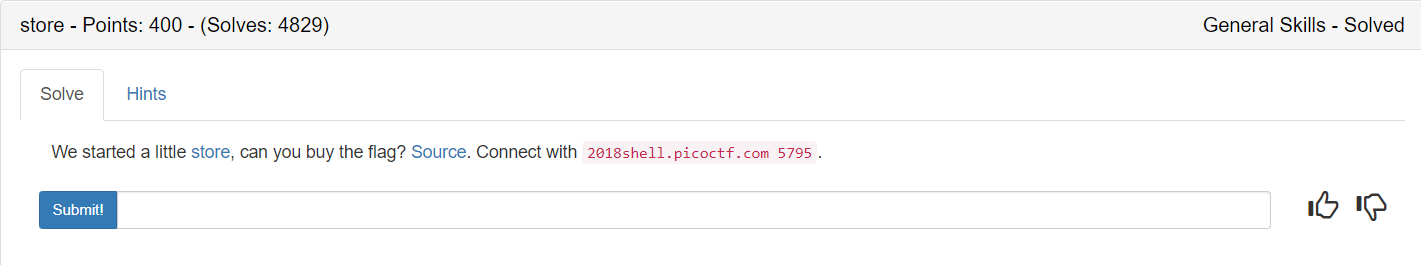 store - Points: 400 - (Solves: 4829) General Skills - Solved
Solve Hints
We started a little store, can you buy the flag? Source. Connect with 2018shell.picoctf.com 5795.
Submit!